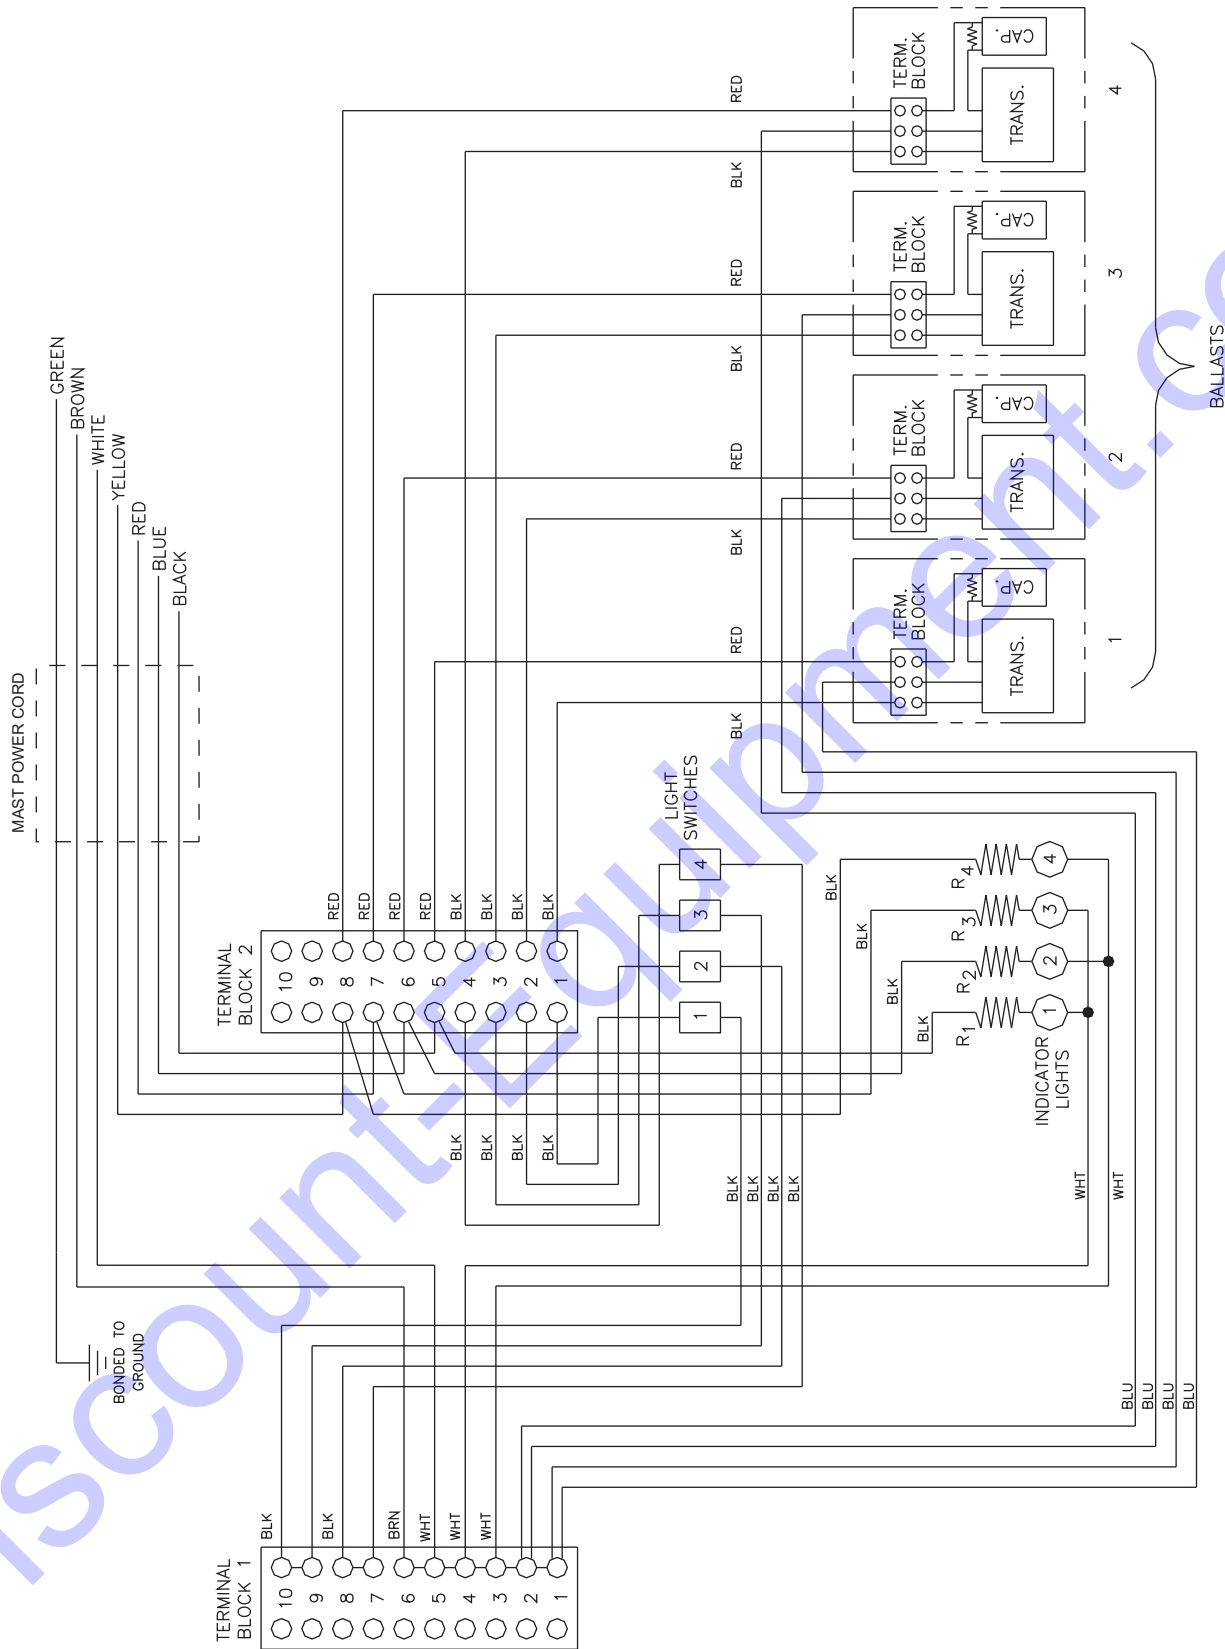 MAST POWER CORD
GREEN
BROWN
WHITE
YELLOW
RED
BLUE
BLACK
BONDED TO
GROUND
TERMINAL
BLOCK 2
10
9
8
7
6
5
4
3
2
1
RED
RED
RED
RED
BLK
BLK
BLK
BLK
BLK
BLK
BLK
BLK
LIGHT
SWITCHES
1
2
3
4
BLK
BLK
BLK
BLK
TERMINAL
BLOCK 1
10
9
8
7
6
5
4
3
2
1
BLK
BLK
BRN
WHT
WHT
WHT
RED
BLK
RED
BLK
RED
BLK
RED
BLK
TERM.
BLOCK
CAP.
TRANS.
4
TERM.
BLOCK
CAP.
TRANS.
3
TERM.
BLOCK
CAP.
TRANS.
2
TERM.
BLOCK
CAP.
TRANS.
1
BALLASTS
BLK
BLK
BLK
BLK
R4
R3
R2
R1
4
3
2
1
INDICATOR
LIGHTS
WHT
WHT
BLU
BLU
BLU
BLU
iscount-Equipment.co